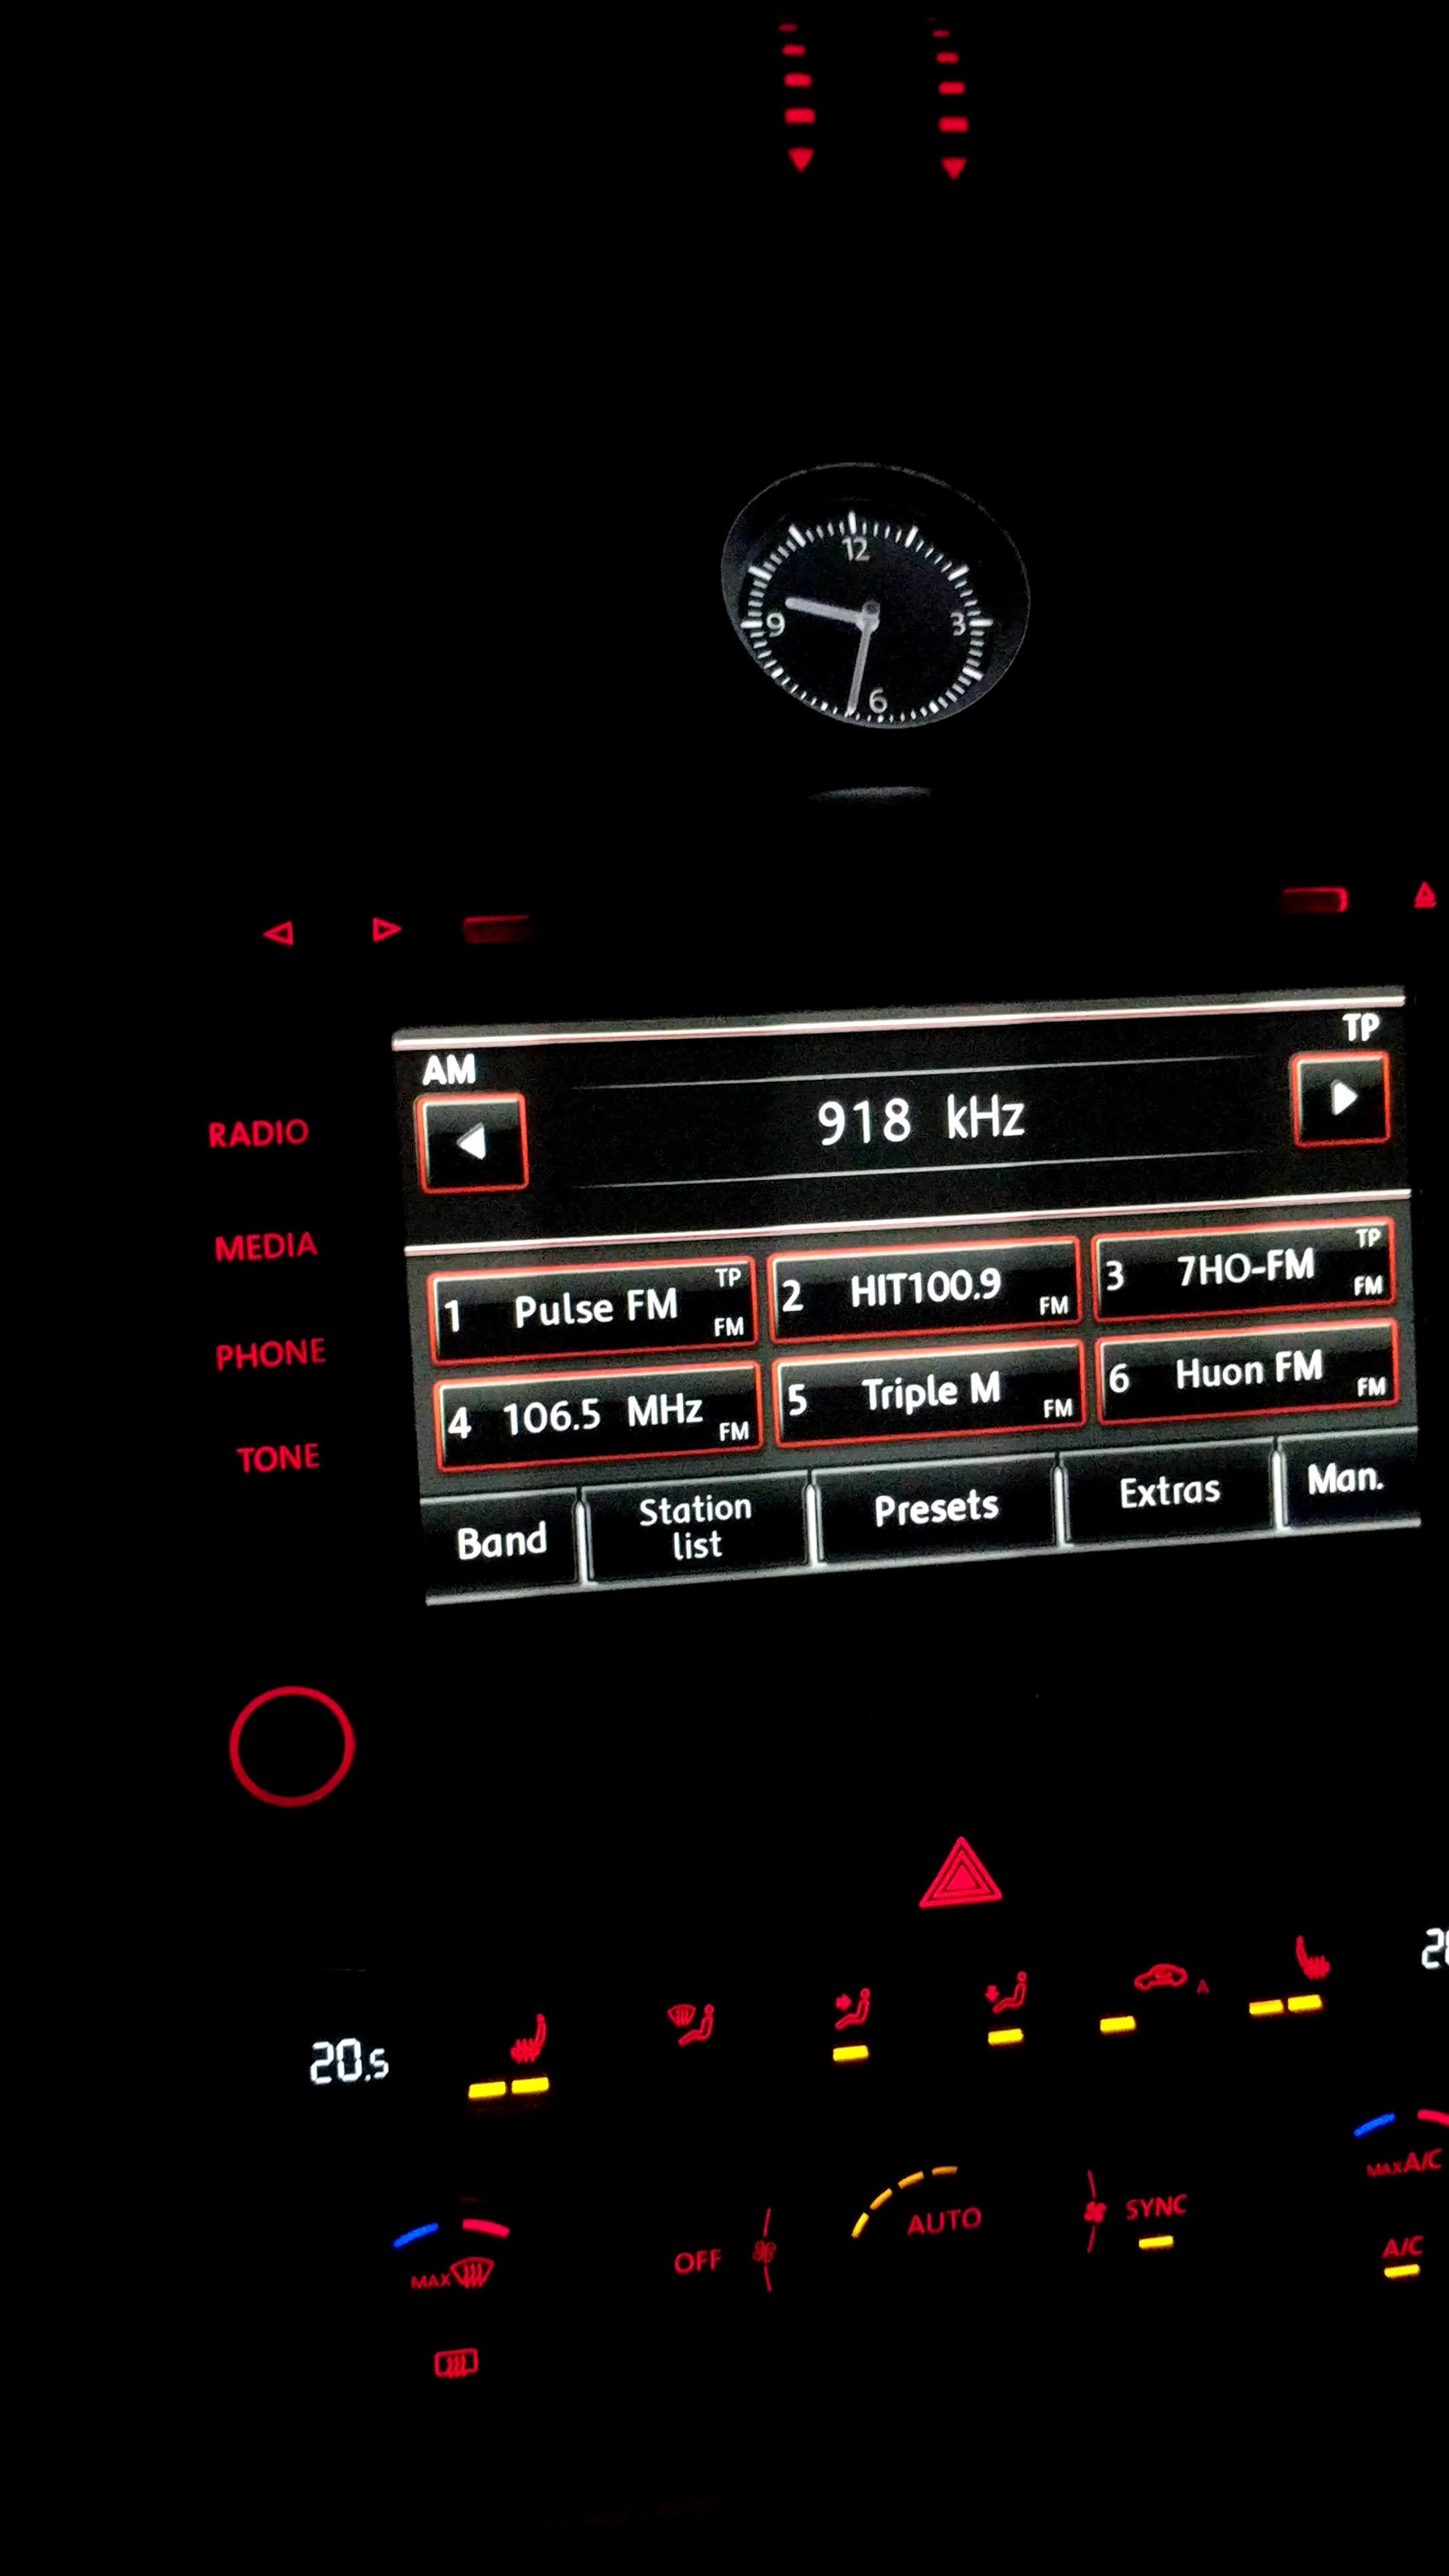 12
9 3
6
AM TP
918 kHz
RADIO
MEDIA
PHONE
TONE
1 Pulse FM TP FM
2 HIT100.9 FM
3 7HO-FM TP FM
4 106.5 MHz FM
5 Triple M FM
6 Huon FM FM
Band
Station
list
Presets
Extras
Man.
A
20.5
MAX A/C
MAX
OFF
AUTO
SYNC
A/C